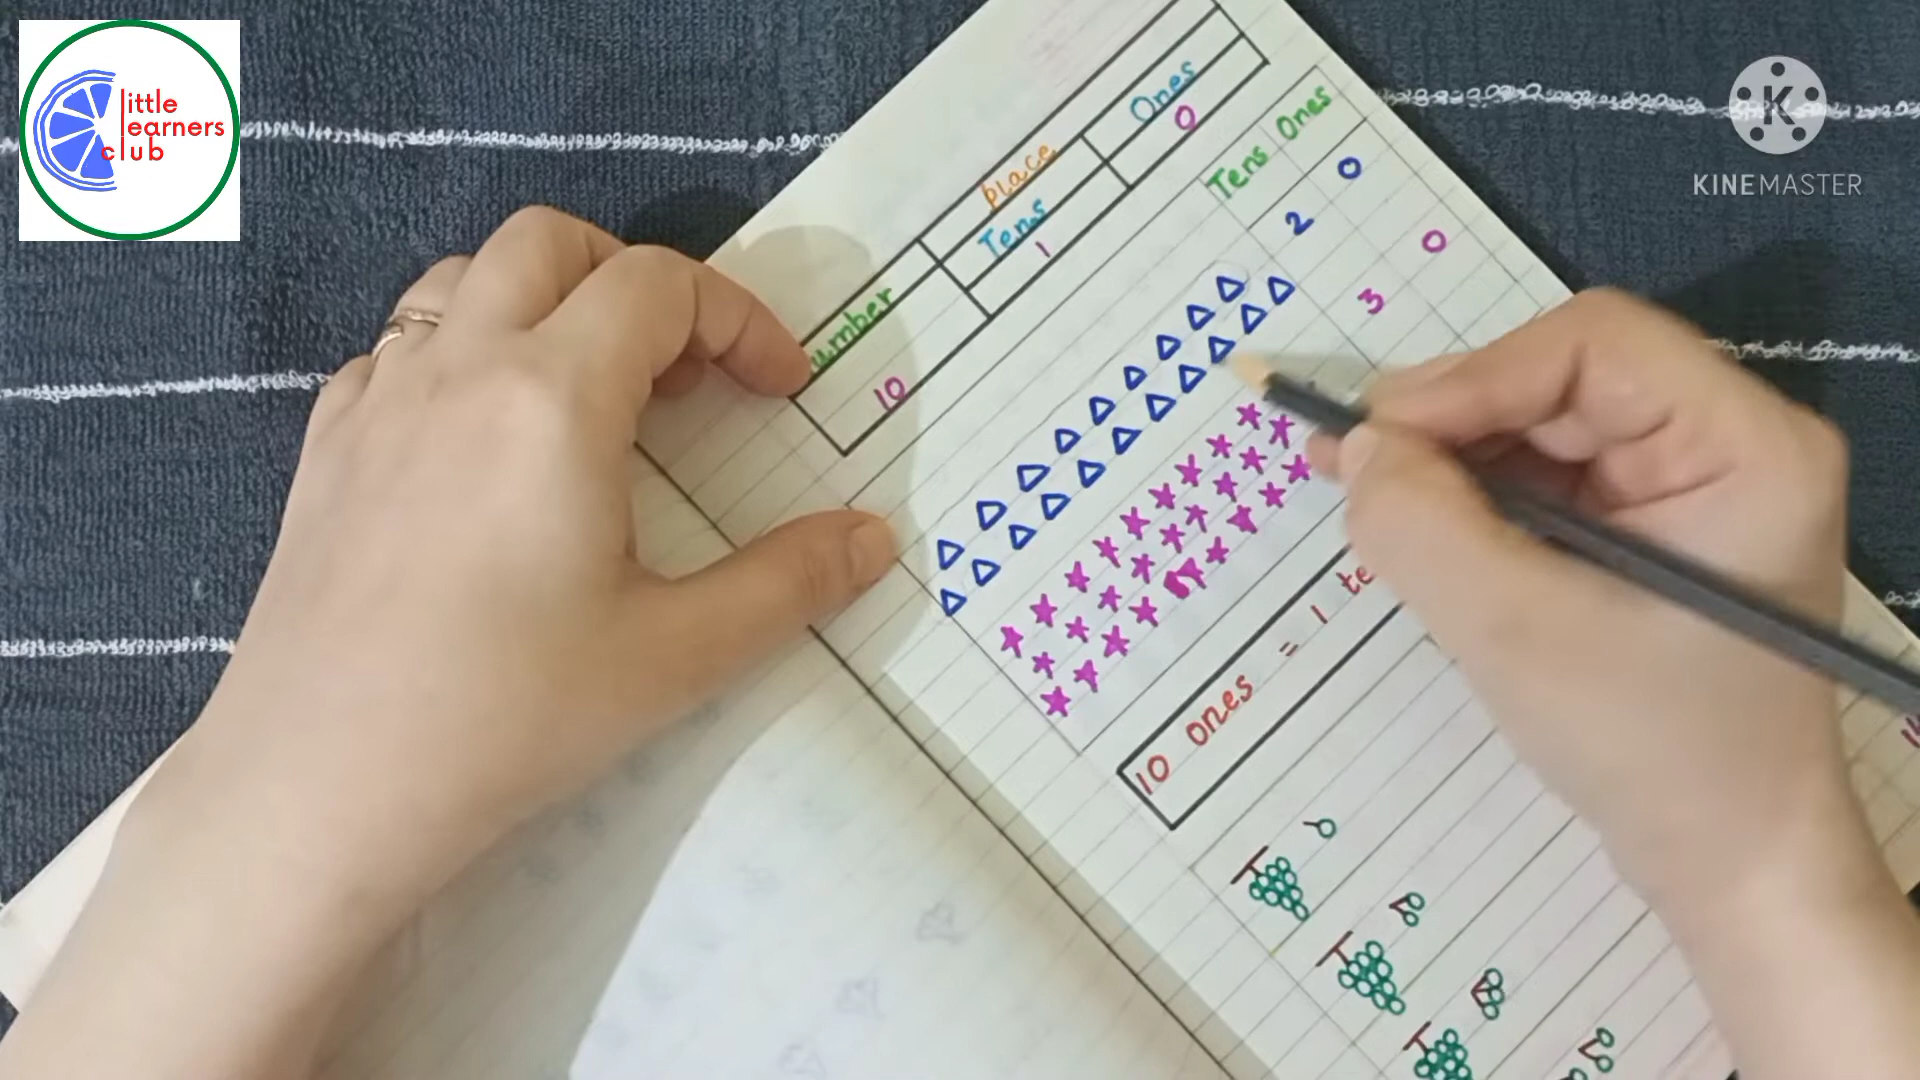 little
learners
club
KINEMASTER
place
umber Tens Ones
10 1 0
Tens Ones
2 0
3 0
10 ones = 1 te